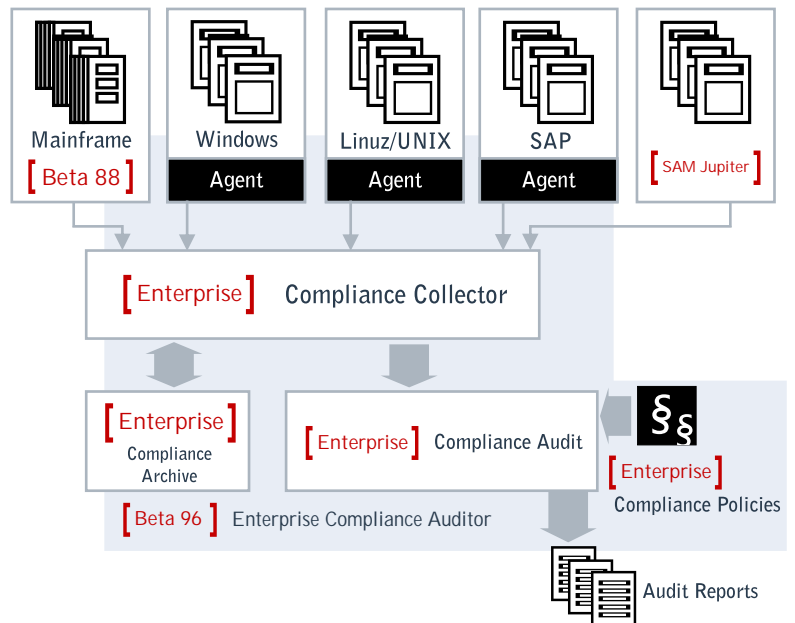 Mainframe
[Beta 88]
Windows
Agent
Linuz/UNIX
Agent
SAP
Agent
[SAM Jupiter]
[Enterprise] Compliance Collector
[Enterprise]
Compliance
Archive
[Enterprise] Compliance Audit
§§
[Enterprise]
Compliance Policies
[Beta 96] Enterprise Compliance Auditor
Audit Reports